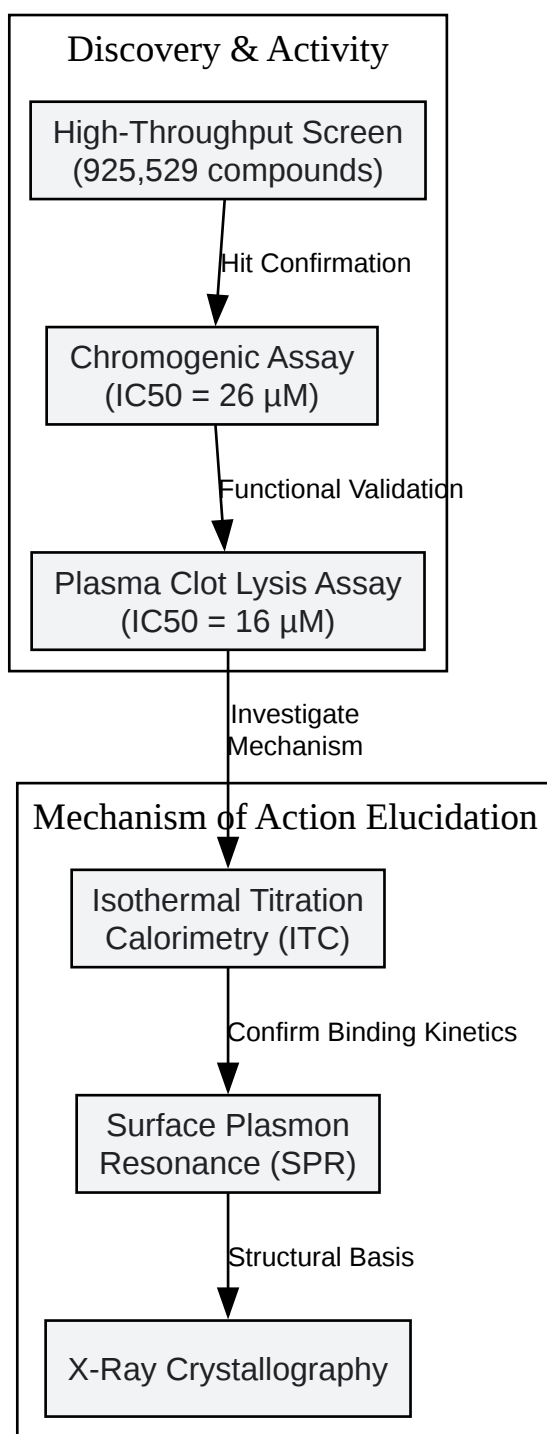 Discovery & Activity
High-Throughput Screen
(925,529 compounds)
Hit Confirmation
Chromogenic Assay
(IC50 = 26 µM)
Functional Validation
Plasma Clot Lysis Assay
(IC50 = 16 µM)
Investigate
Mechanism
Mechanism of Action Elucidation
Isothermal Titration
Calorimetry (ITC)
Confirm Binding Kinetics
Surface Plasmon
Resonance (SPR)
Structural Basis
X-Ray Crystallography